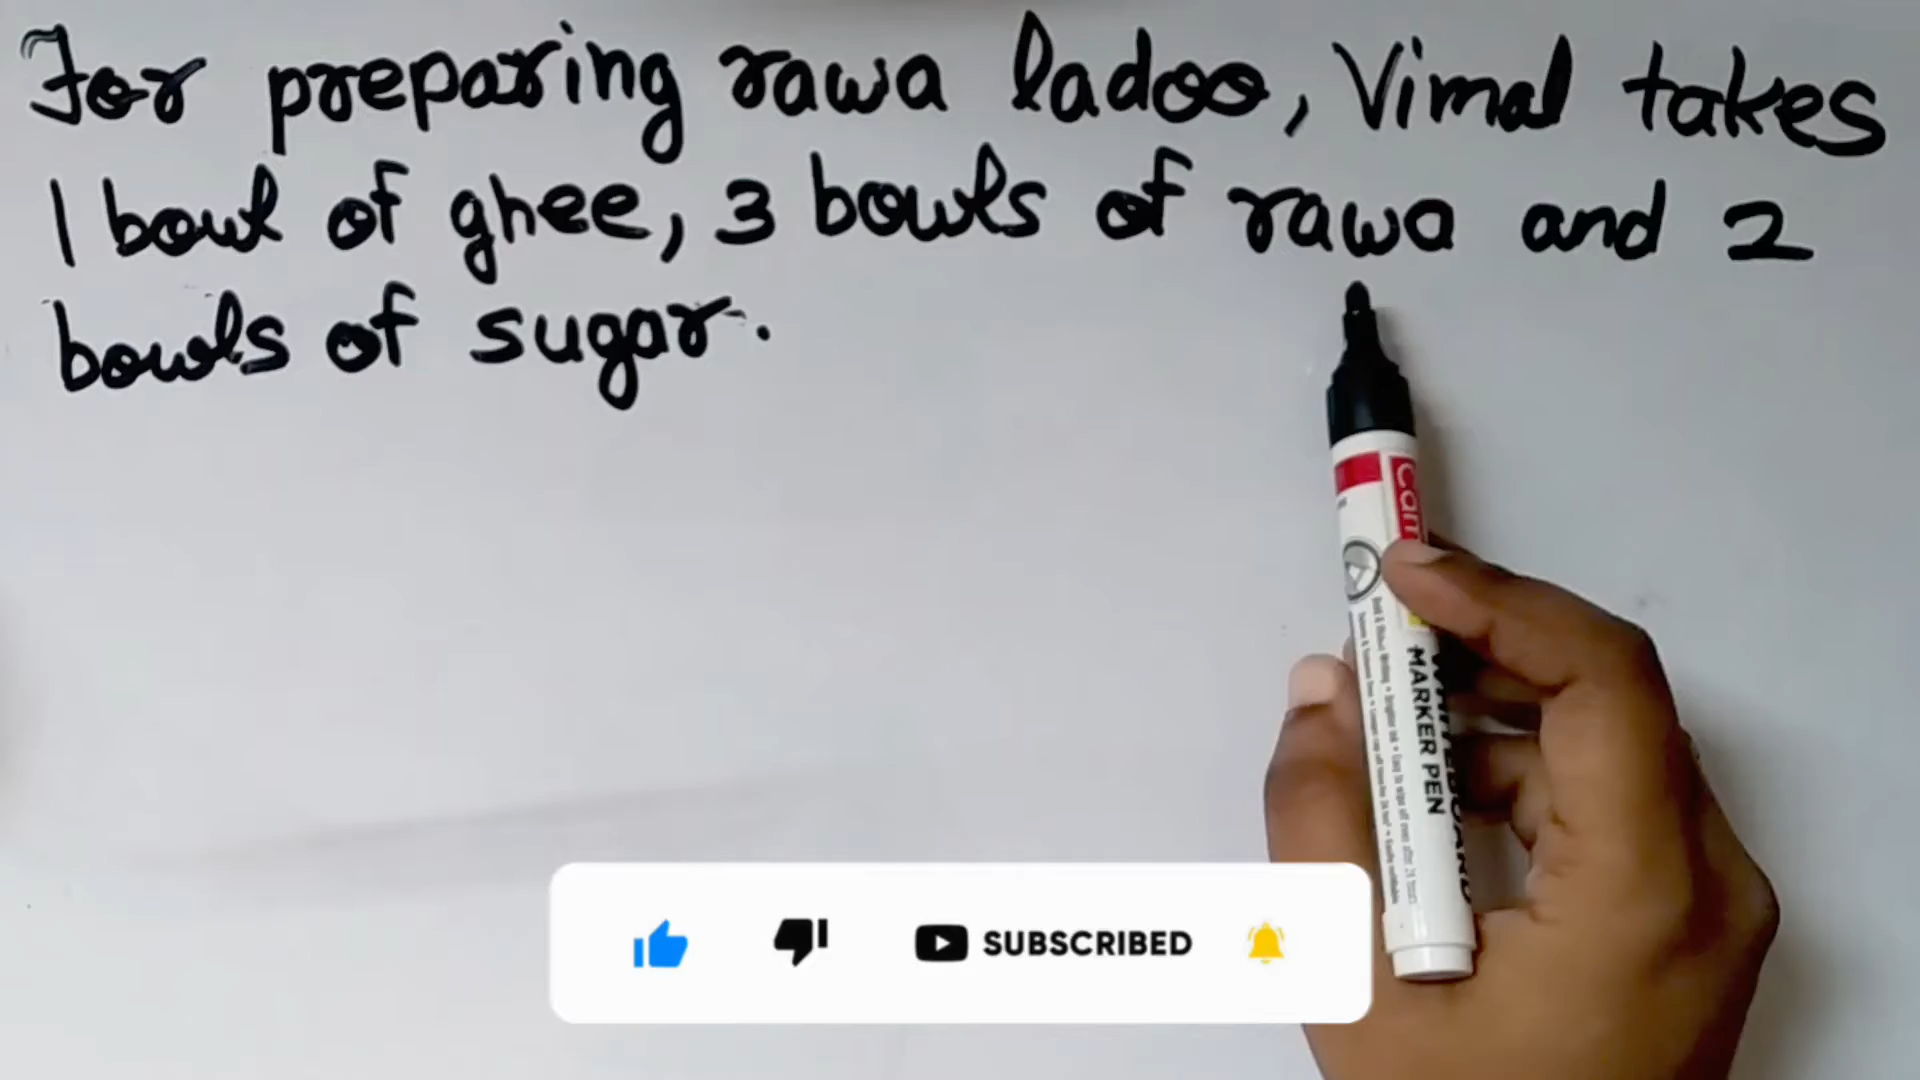 For preparing rawa ladoo, Vimal takes
1 bowl of ghee, 3 bowls of rawa and 2
bowls of sugar.
Cam
MARKER PEN
SUBSCRIBED